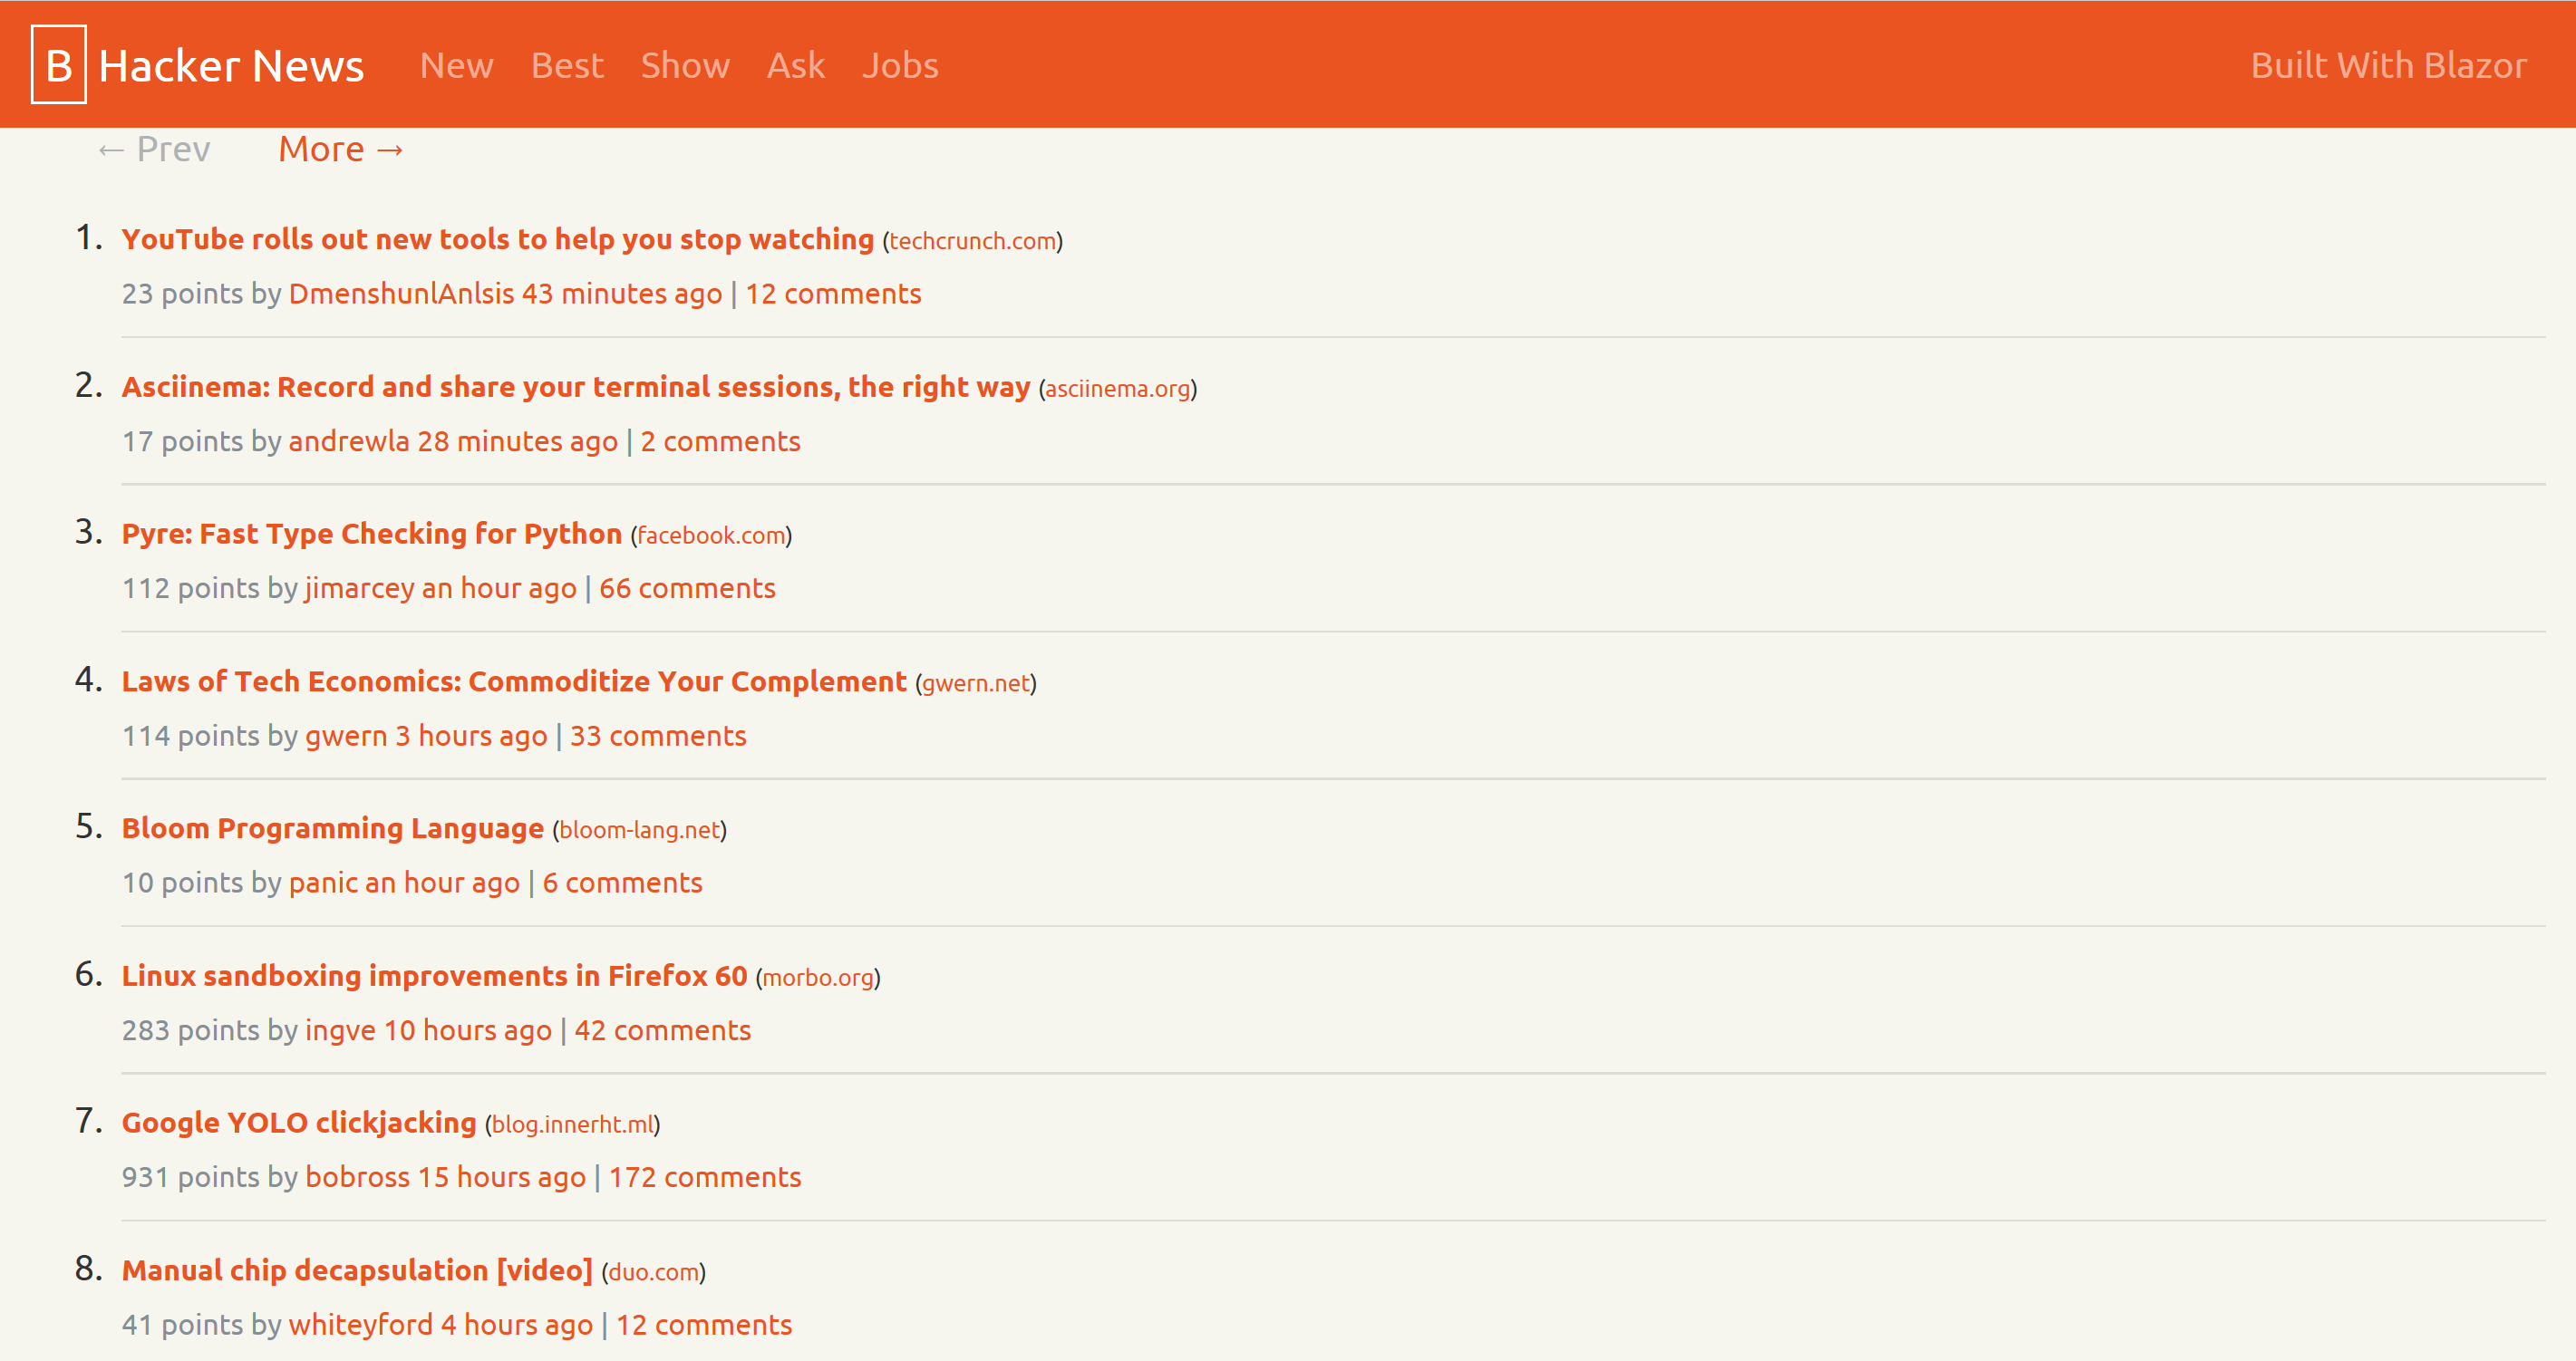 B Hacker News New Best Show Ask Jobs Built With Blazor
← Prev More →
1. YouTube rolls out new tools to help you stop watching (techcrunch.com)
23 points by DmenshunlAnlsis 43 minutes ago | 12 comments
2. Asciinema: Record and share your terminal sessions, the right way (asciinema.org)
17 points by andrewla 28 minutes ago | 2 comments
3. Pyre: Fast Type Checking for Python (facebook.com)
112 points by jimarcey an hour ago | 66 comments
4. Laws of Tech Economics: Commoditize Your Complement (gwern.net)
114 points by gwern 3 hours ago | 33 comments
5. Bloom Programming Language (bloom-lang.net)
10 points by panic an hour ago | 6 comments
6. Linux sandboxing improvements in Firefox 60 (morbo.org)
283 points by ingve 10 hours ago | 42 comments
7. Google YOLO clickjacking (blog.innerht.ml)
931 points by bobross 15 hours ago | 172 comments
8. Manual chip decapsulation [video] (duo.com)
41 points by whiteyford 4 hours ago | 12 comments